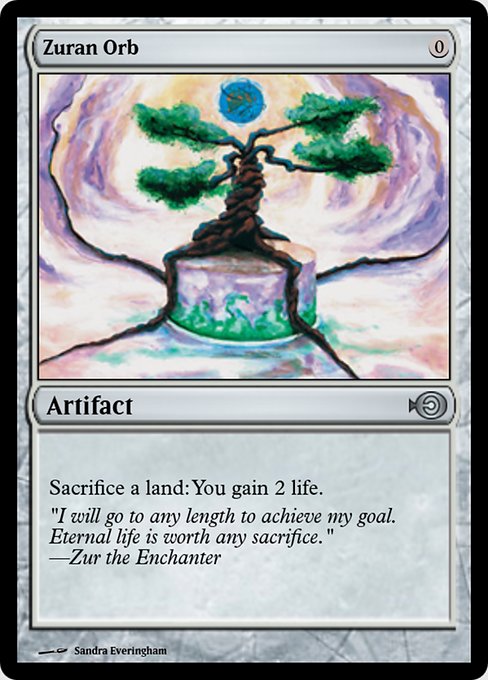 Zuran Orb 0
Artifact
Sacrifice a land: You gain 2 life.
"I will go to any length to achieve my goal.
Eternal life is worth any sacrifice."
—Zur the Enchanter
Sandra Everingham